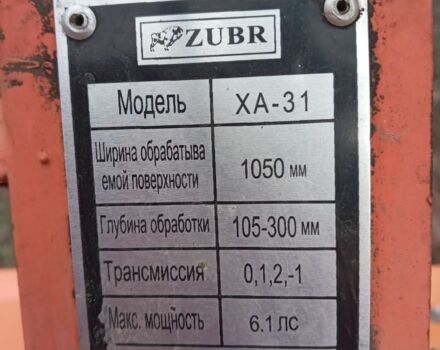 ZUBR
Модель ХА-31
Ширина обрабатыва
емой поверхности 1050 мм
Глубина обработки 105-300 мм
Трансмиссия 0,1,2,-1
Макс. мощность 6.1 ЛС